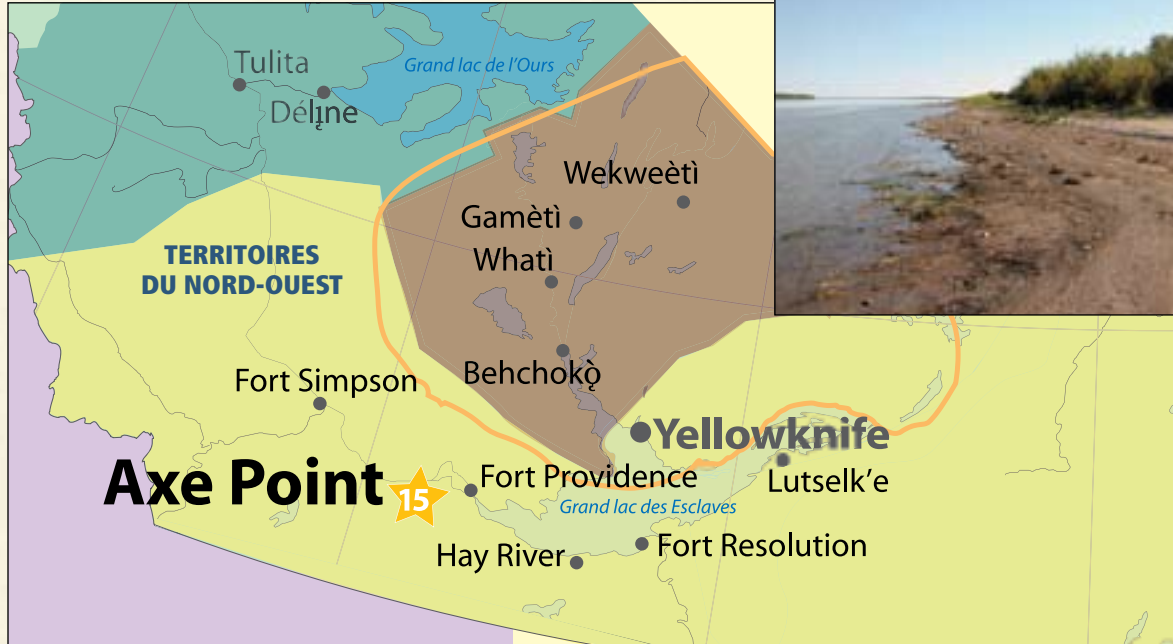 Tulita
Grand lac de l'Ours
Délı̨ne
Wekweètì
Gamètì
Whatì
TERRITOIRES
DU NORD-OUEST
Behchokǫ̀
Fort Simpson
Yellowknife
Axe Point
15
Fort Providence
Lutselk'e
Grand lac des Esclaves
Hay River
Fort Resolution